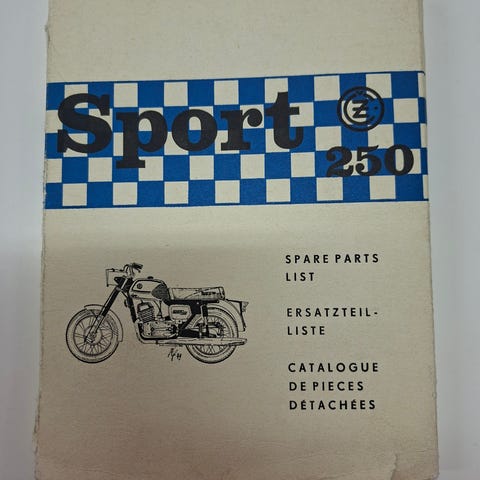 Sport
ČZ
250
SPARE PARTS
LIST
ERSATZTEIL-
LISTE
CATALOGUE
DE PIECES
DÉTACHÉES